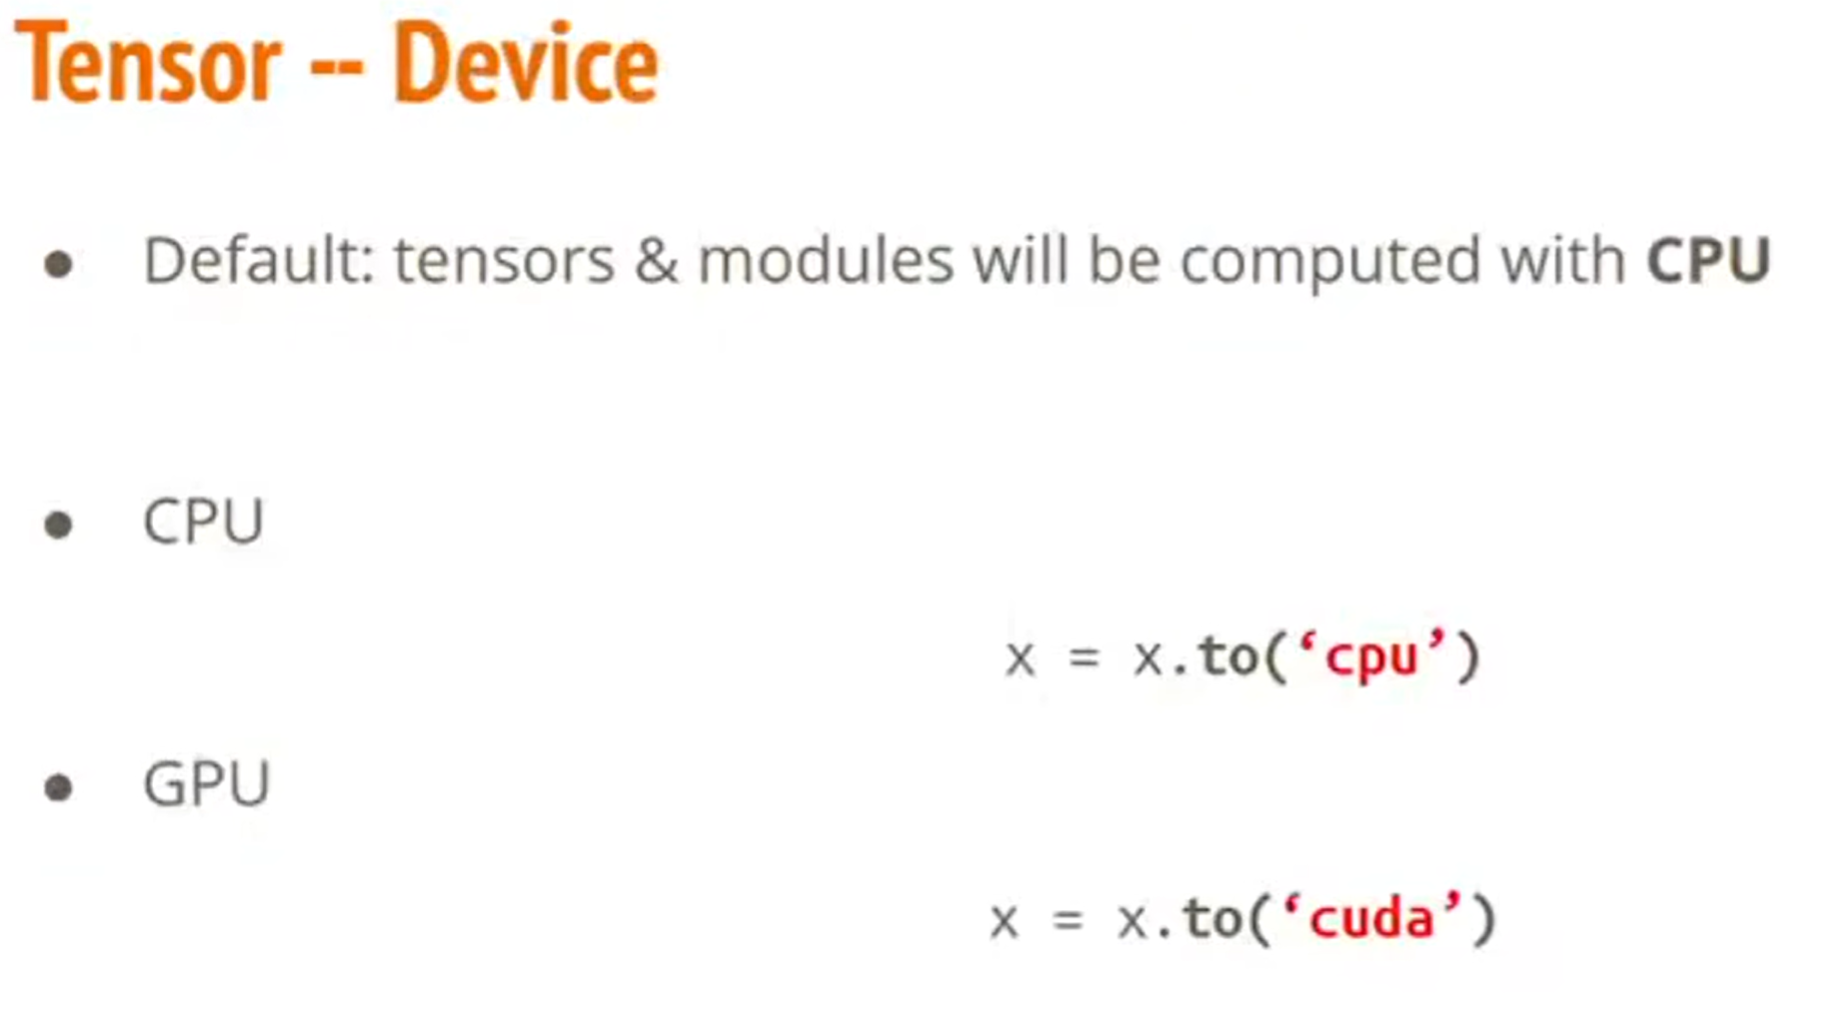 Tensor -- Device
● Default: tensors & modules will be computed with CPU
● CPU
x = x.to(‘cpu’)
● GPU
x = x.to(‘cuda’)